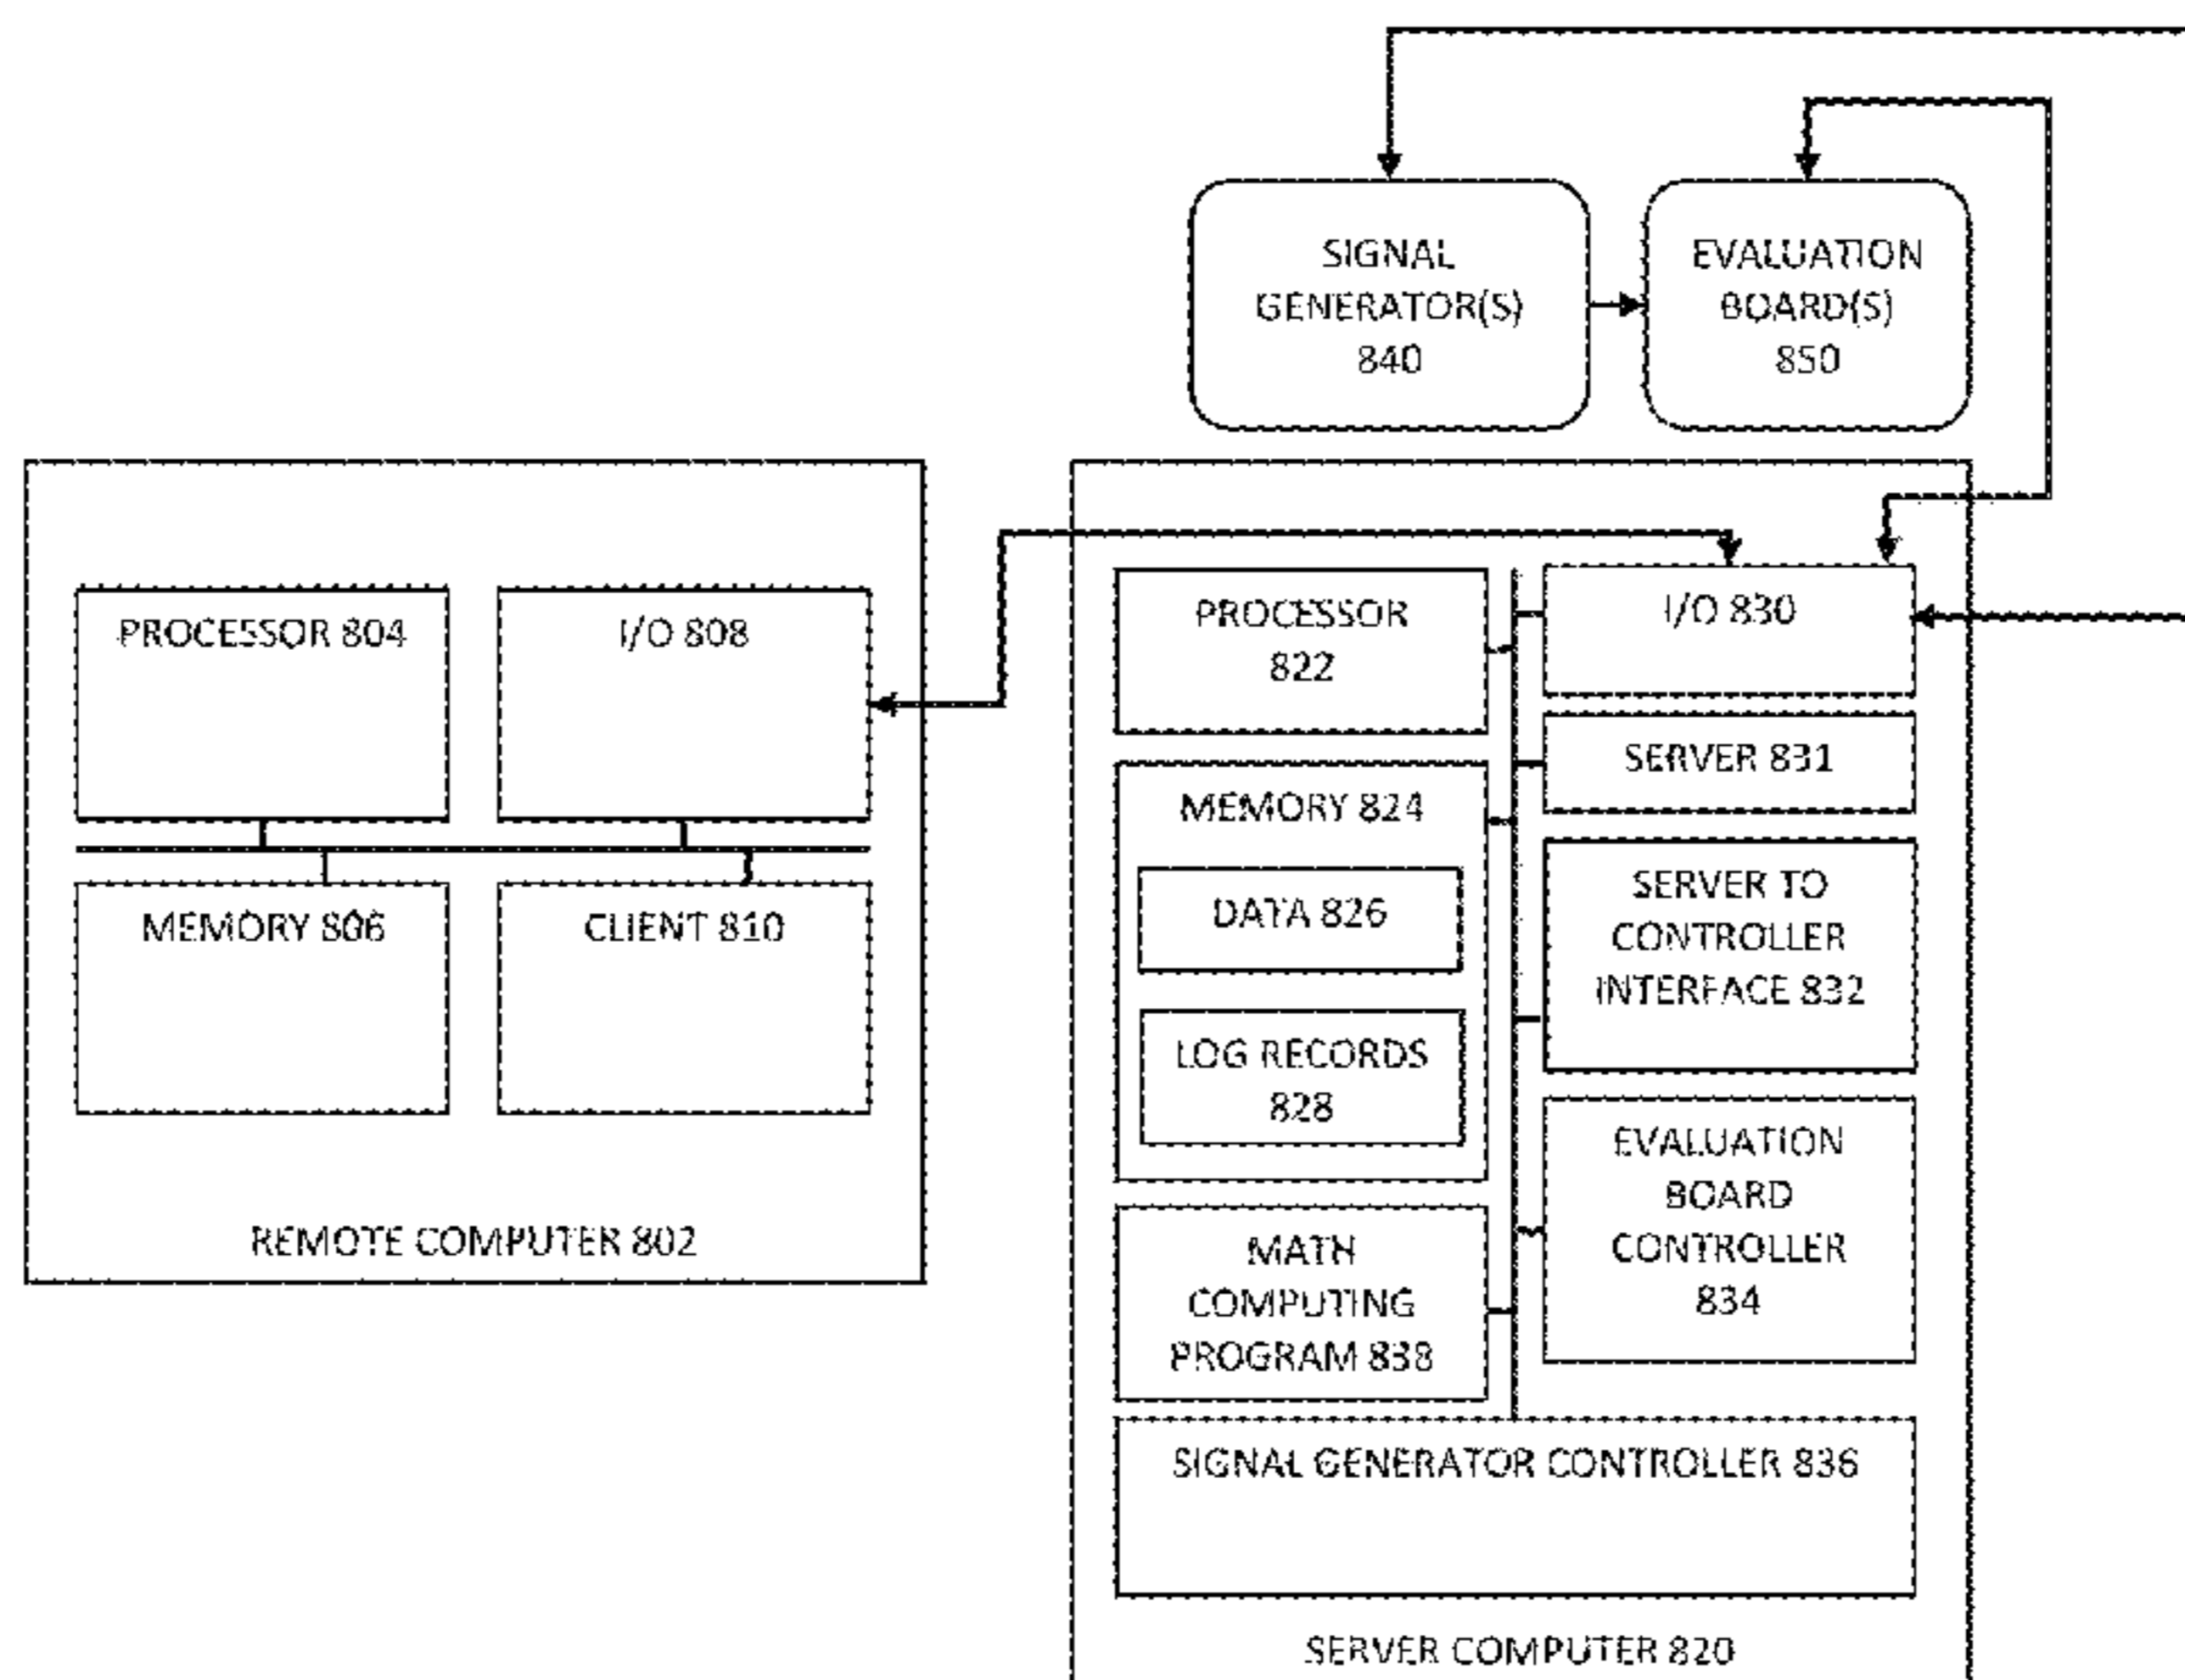 SIGNAL
GENERATOR(S)
840
EVALUATION
BOARD(S)
850
PROCESSOR 804
I/O 808
MEMORY 806
CLIENT 810
REMOTE COMPUTER 802
PROCESSOR
822
I/O 830
SERVER 831
MEMORY 824
DATA 826
LOG RECORDS
828
SERVER TO
CONTROLLER
INTERFACE 832
EVALUATION
BOARD
CONTROLLER
834
MATH
COMPUTING
PROGRAM 838
SIGNAL GENERATOR CONTROLLER 836
SERVER COMPUTER 820